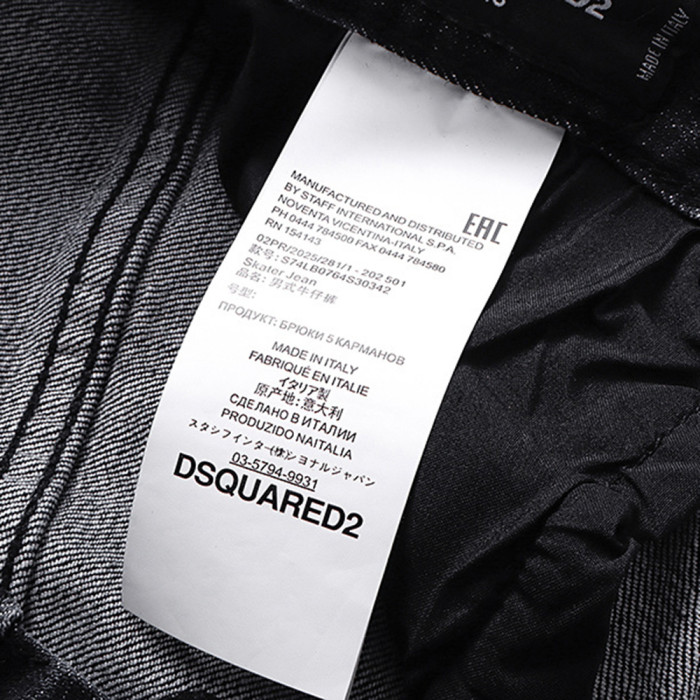 D2
MADE IN ITALY
MANUFACTURED AND DISTRIBUTED
BY STAFF INTERNATIONAL S.P.A.
NOVENTA VICENTINA-ITALY
PH 0444 784500 FAX 0444 784580
RN 154143
EAC
02PR/2025/281/1 - 202 501
款号: S74LB0764S30342
Skater Jean
品名: 男式牛仔裤
号型:
ПРОДУКТ: БРЮКИ 5 КАРМАНОВ
MADE IN ITALY
FABRIQUÉ EN ITALIE
イタリア製
原产地:意大利
СДЕЛАНО В ИТАЛИИ
PRODUZIDO NAITALIA
スタシフインタ-(株)ショナルジャパン
03-5794-9931
DSQUARED2